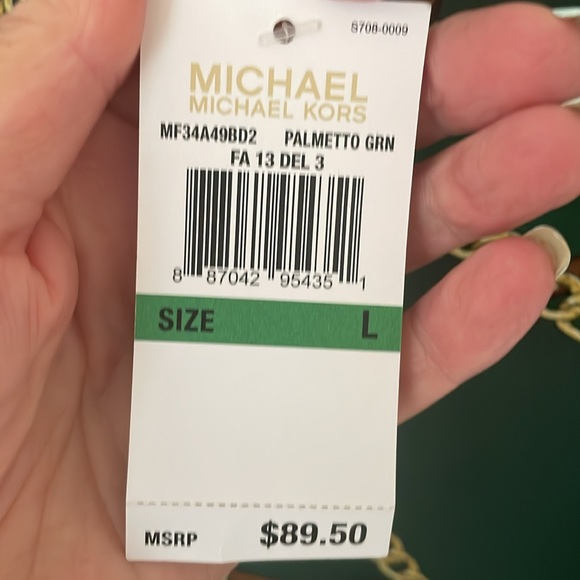 S708-0009
MICHAEL
MICHAEL KORS
MF34A49BD2 PALMETTO GRN
FA 13 DEL 3
8 87042 95435 1
SIZE L
MSRP $89.50